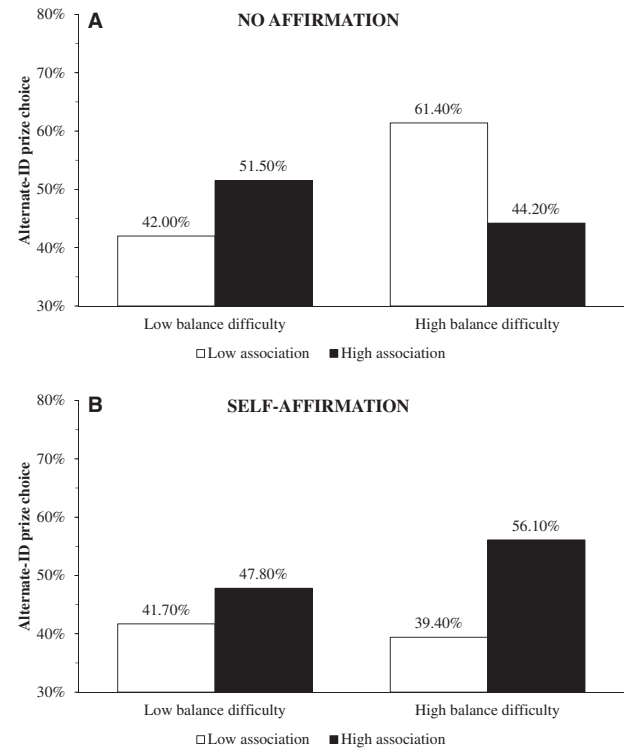 A
NO AFFIRMATION
80%
70%
60%
50%
40%
30%
Alternate-ID prize choice
42.00%
51.50%
61.40%
44.20%
Low balance difficulty
High balance difficulty
Low association
High association
B
SELF-AFFIRMATION
80%
70%
60%
50%
40%
30%
Alternate-ID prize choice
41.70%
47.80%
39.40%
56.10%
Low balance difficulty
High balance difficulty
Low association
High association